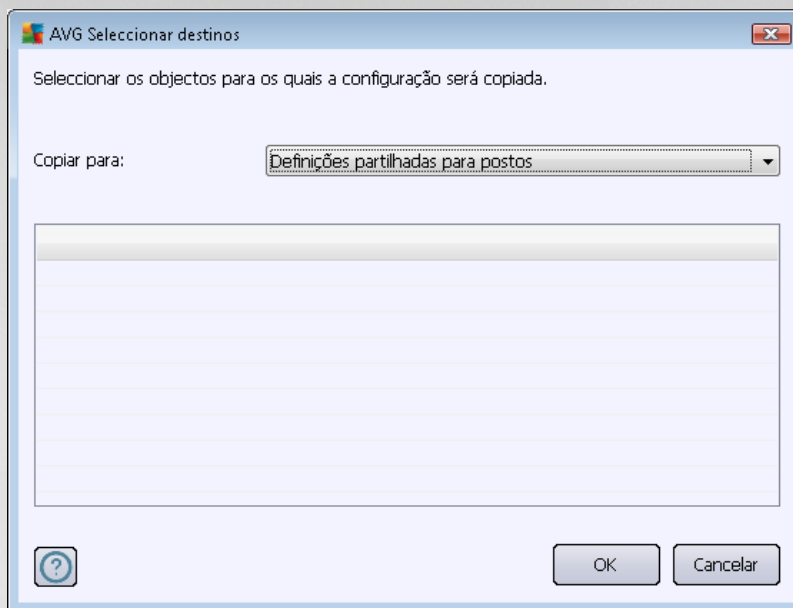 AVG Seleccionar destinos
Seleccionar os objectos para os quais a configuração será copiada.
Copiar para:
Definições partilhadas para postos
?
OK
Cancelar